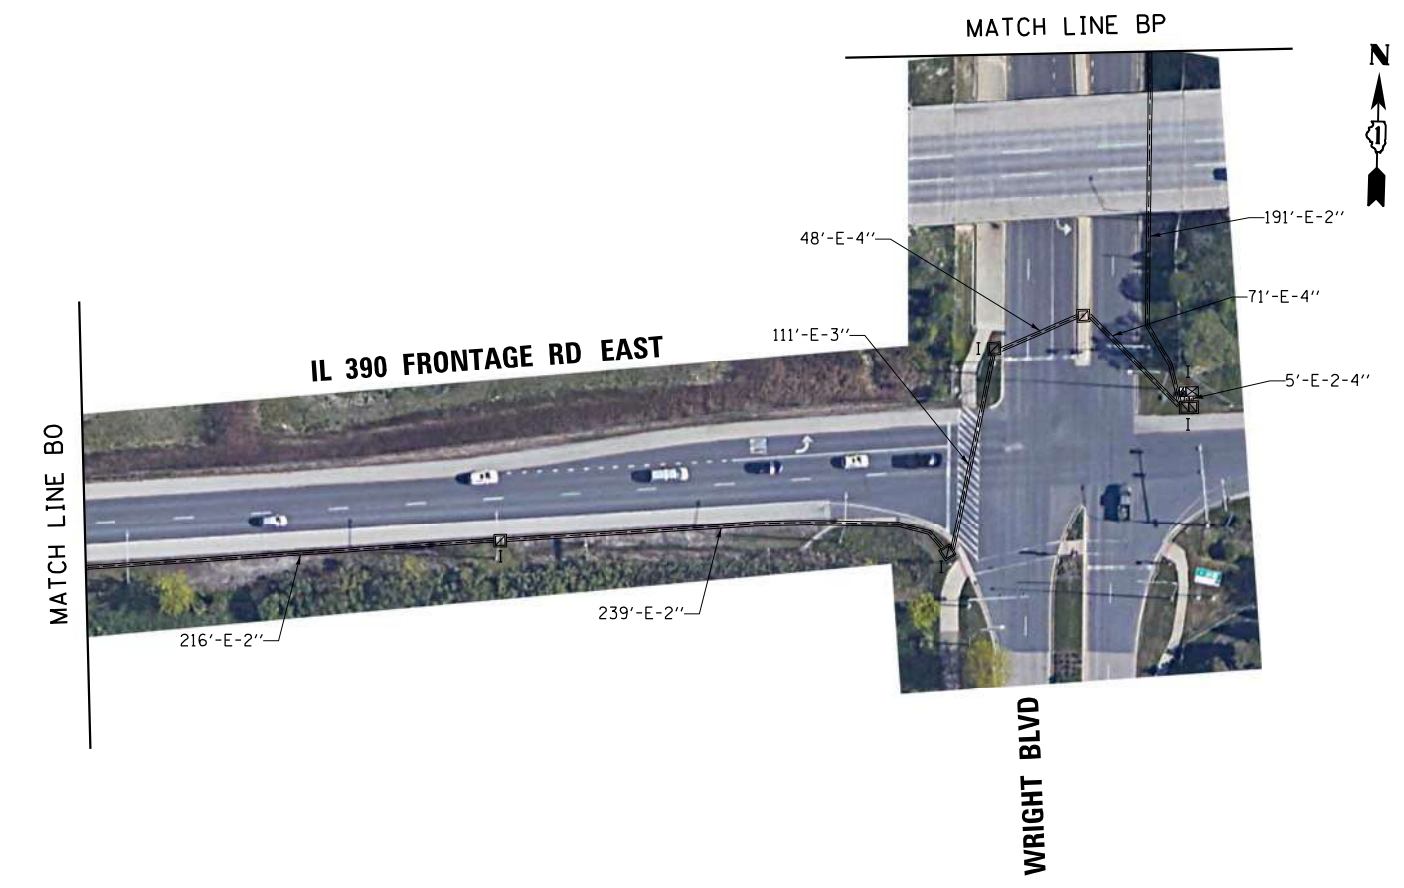 MATCH LINE BP
N
1
191'-E-2''
48'-E-4''
71'-E-4''
111'-E-3''
I
IL 390 FRONTAGE RD EAST
I
5'-E-2-4''
I
MATCH LINE BO
I
I
239'-E-2''
216'-E-2''
WRIGHT BLVD